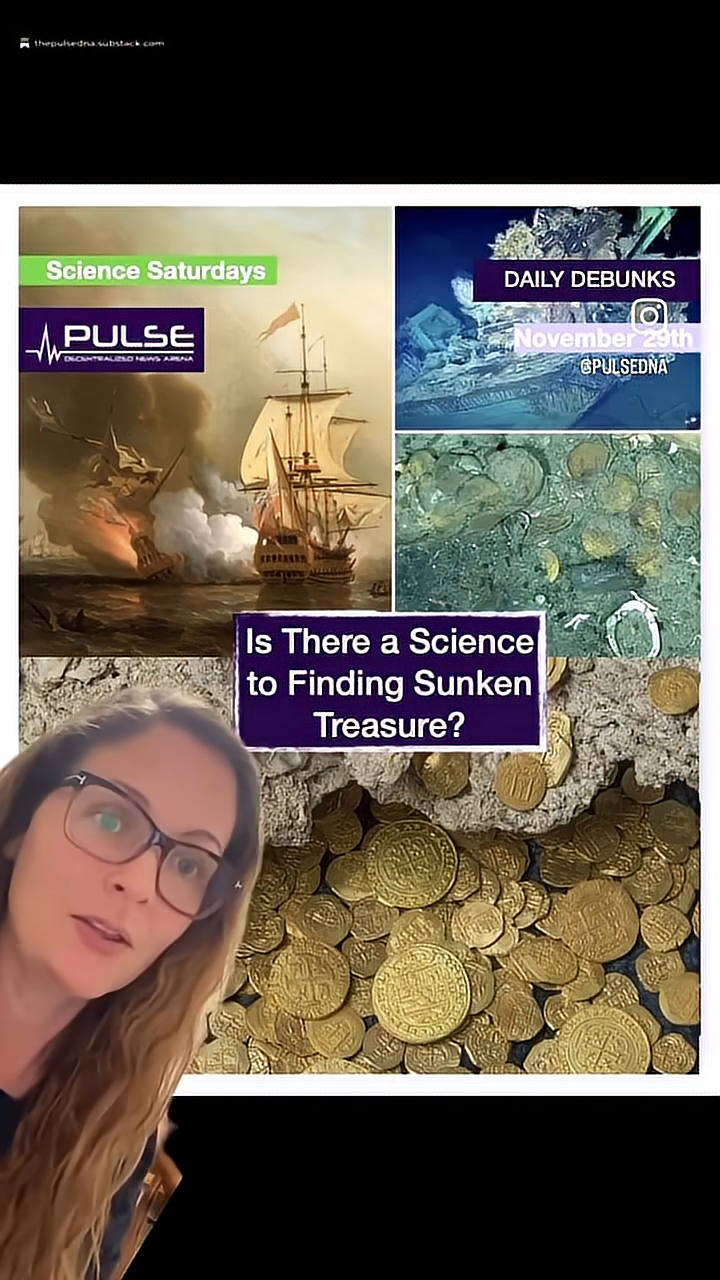 thepulsedna.substack.com
Science Saturdays
PULSE
DECENTRALIZED NEWS ARENA
DAILY DEBUNKS
November 29th
@PULSEDNA
Is There a Science
to Finding Sunken
Treasure?